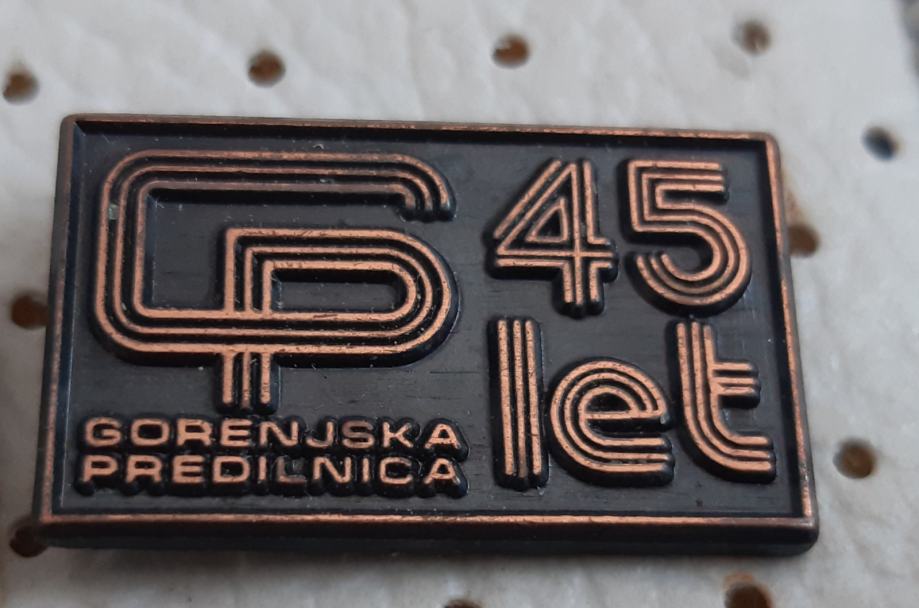 GP
45
let
GORENJSKA
PREDILNICA